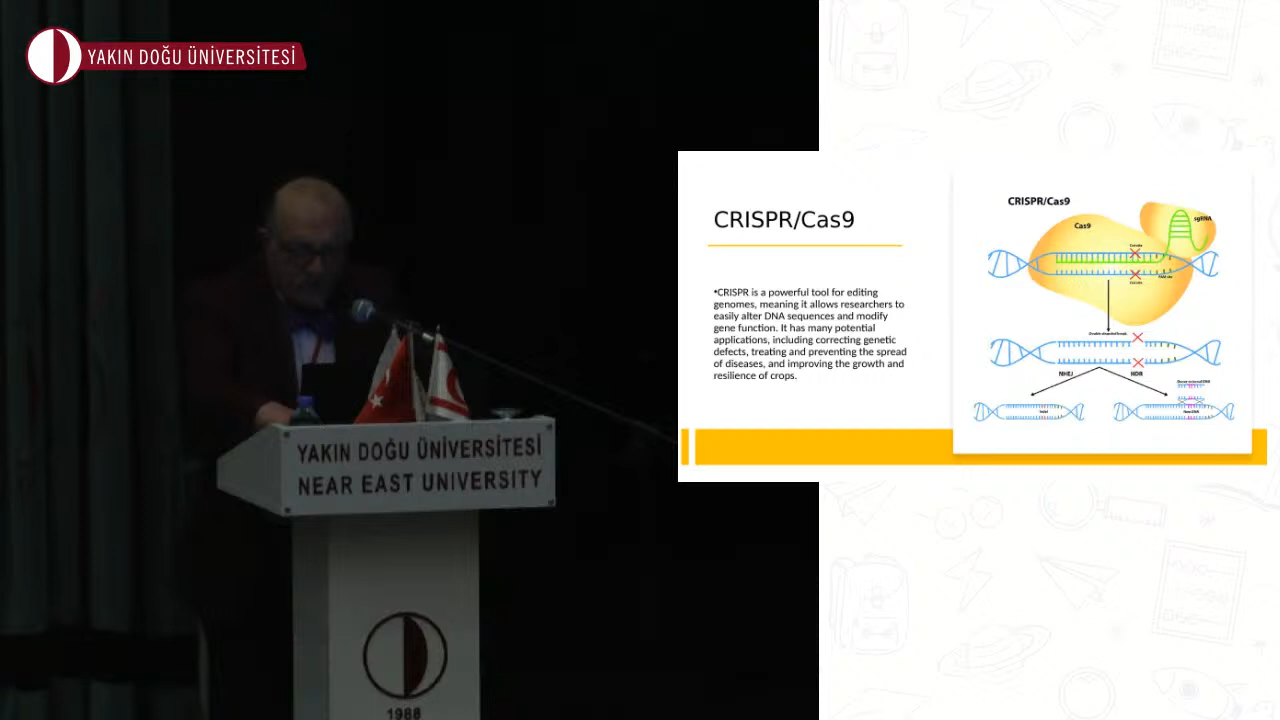 YAKIN DOĞU ÜNİVERSİTESİ
CRISPR/Cas9
•CRISPR is a powerful tool for editing
genomes, meaning it allows researchers to
easily alter DNA sequences and modify
gene function. It has many potential
applications, including correcting genetic
defects, treating and preventing the spread
of diseases, and improving the growth and
resilience of crops.
CRISPR/Cas9
Cas9
sgRNA
NHEJ
HDR
YAKIN DOĞU ÜNİVERSİTESİ
NEAR EAST UNIVERSITY
1988